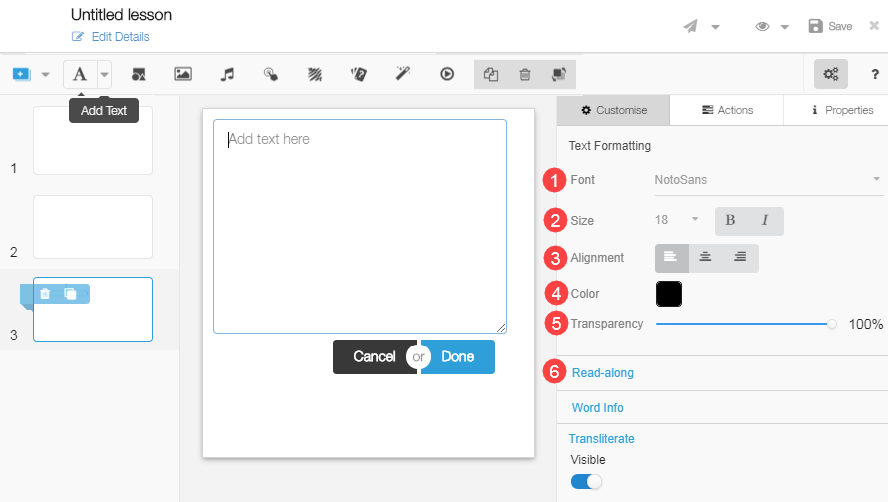 Untitled lesson
Edit Details
Save
A
?
Add Text
Customise
Actions
Properties
1
2
3
Add text here
Cancel or Done
Text Formatting
1 Font NotoSans
2 Size 18 B I
3 Alignment
4 Color
5 Transparency 100%
6 Read-along
Word Info
Transliterate
Visible